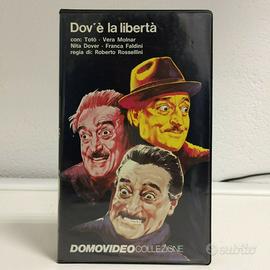 Dov'è la libertà
con: Totò - Vera Molnar
Nita Dover - Franca Faldini
regia di: Roberto Rossellini
DOMOVIDEO COLLEZIONE
subito